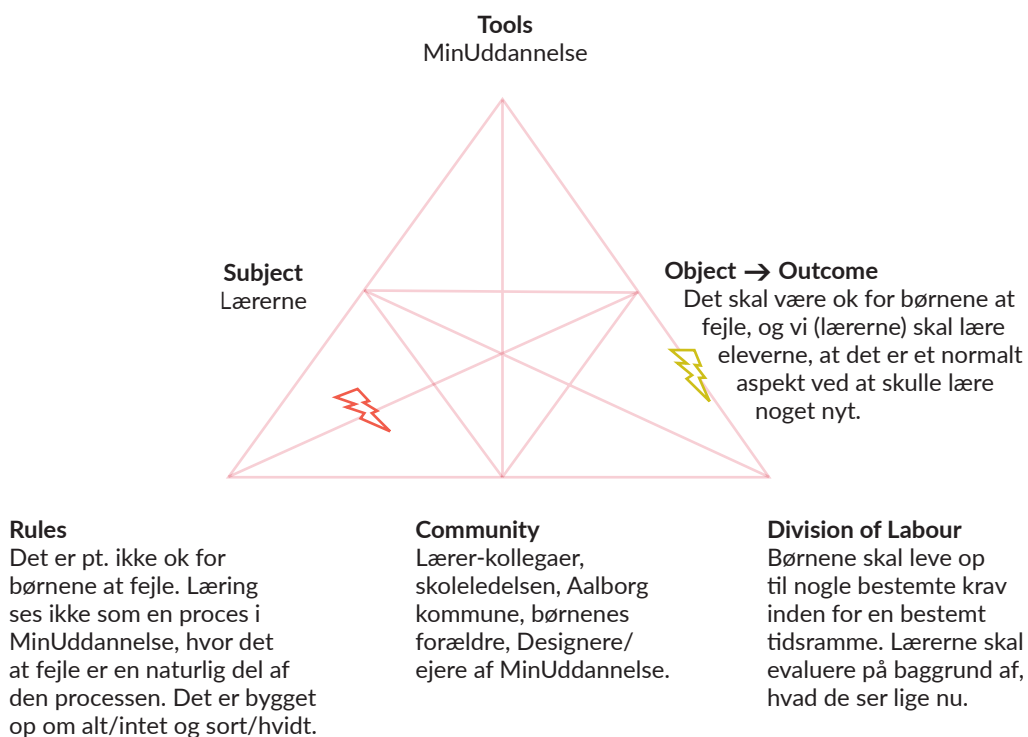 Tools
MinUddannelse
Subject
Lærerne
Object → Outcome
Det skal være ok for børnene at
fejle, og vi (lærerne) skal lære
eleverne, at det er et normalt
aspekt ved at skulle lære
noget nyt.
Rules
Det er pt. ikke ok for
børnene at fejle. Læring
ses ikke som en proces i
MinUddannelse, hvor det
at fejle er en naturlig del af
den processen. Det er bygget
op om alt/intet og sort/hvidt.
Community
Lærer-kollegaer,
skoleledelsen, Aalborg
kommune, børnenes
forældre, Designere/
ejere af MinUddannelse.
Division of Labour
Børnene skal leve op
til nogle bestemte krav
inden for en bestemt
tidsramme. Lærerne skal
evaluere på baggrund af,
hvad de ser lige nu.